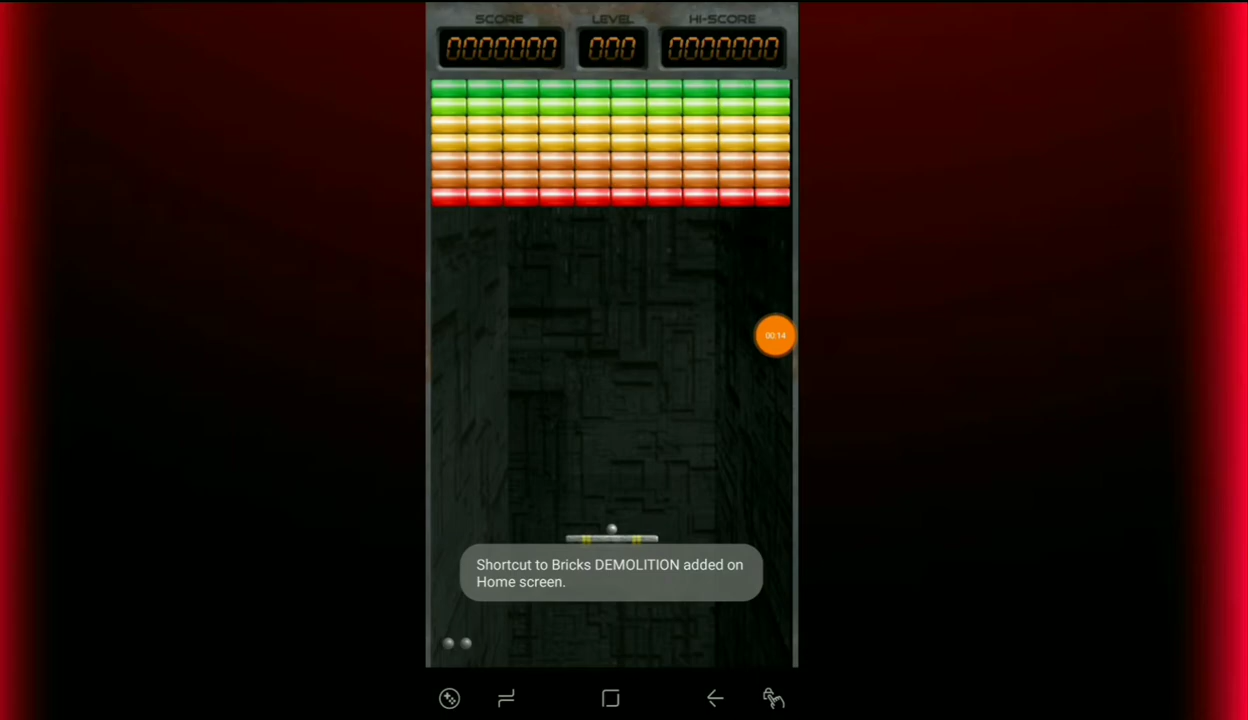 SCORE LEVEL HI-SCORE
0000000 000 0000000
00:14
Shortcut to Bricks DEMOLITION added on
Home screen.